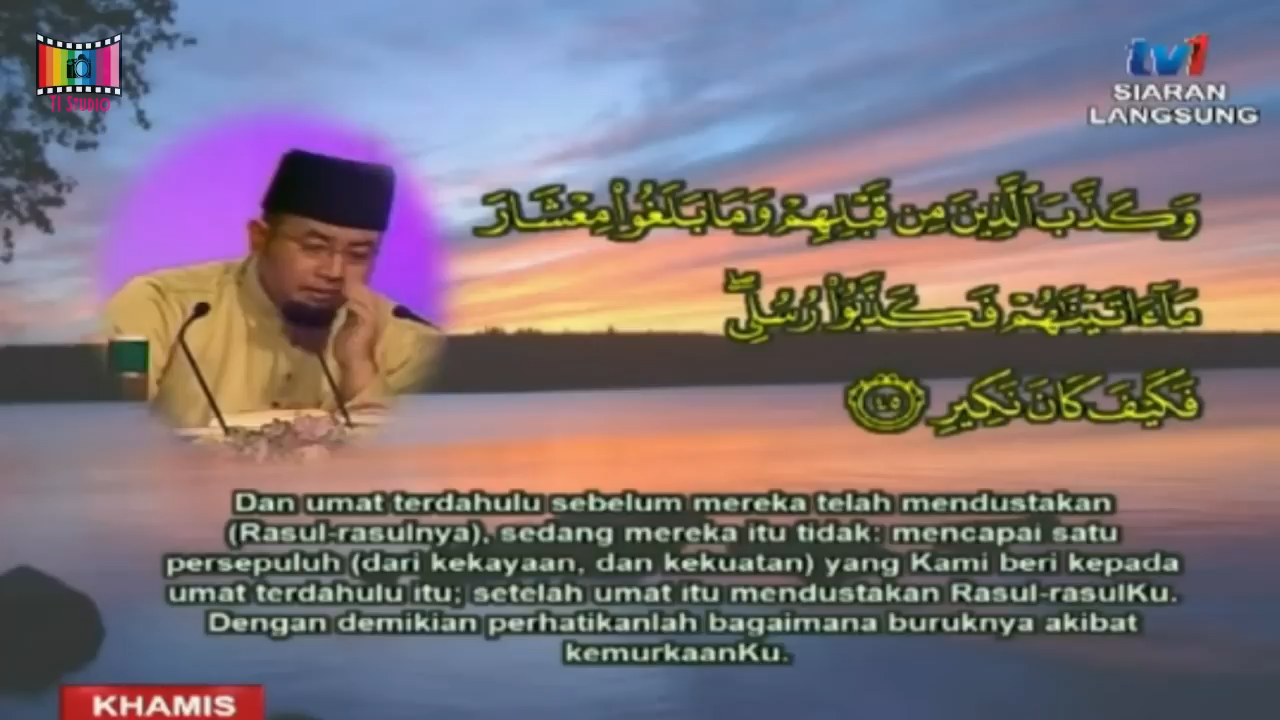 TI STUDIO
tv1
SIARAN
LANGSUNG
وَكَذَّبَ ٱلَّذِينَ مِن قَبْلِهِمْ وَمَا بَلَغُوا۟ مِعْشَارَ
مَآ ءَاتَيْنَٰهُمْ فَكَذَّبُوا۟ رُسُلِى ۖ
فَكَيْفَ كَانَ نَكِيرِ ٤٥
Dan umat terdahulu sebelum mereka telah mendustakan
(Rasul-rasulnya), sedang mereka itu tidak: mencapai satu
persepuluh (dari kekayaan, dan kekuatan) yang Kami beri kepada
umat terdahulu itu; setelah umat itu mendustakan Rasul-rasulKu.
Dengan demikian perhatikanlah bagaimana buruknya akibat
kemurkaanKu.
KHAMIS